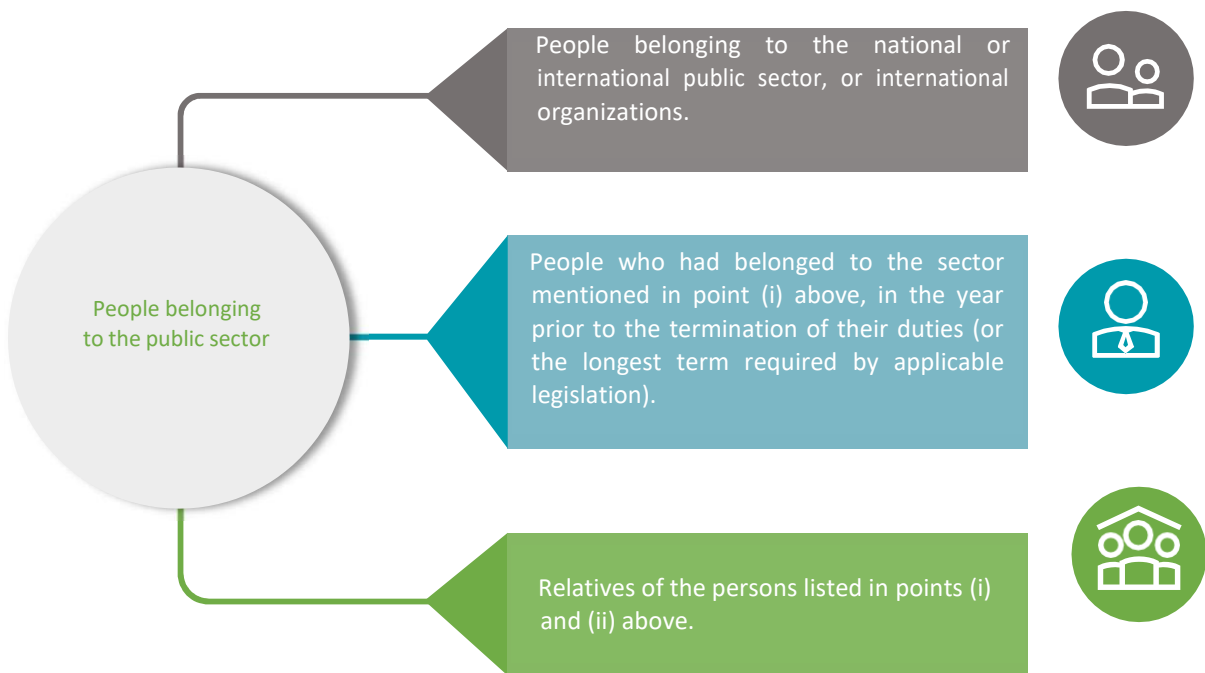 People belonging to the national or
international public sector, or international
organizations.
People belonging
to the public sector
People who had belonged to the sector
mentioned in point (i) above, in the year
prior to the termination of their duties (or
the longest term required by applicable
legislation).
Relatives of the persons listed in points (i)
and (ii) above.